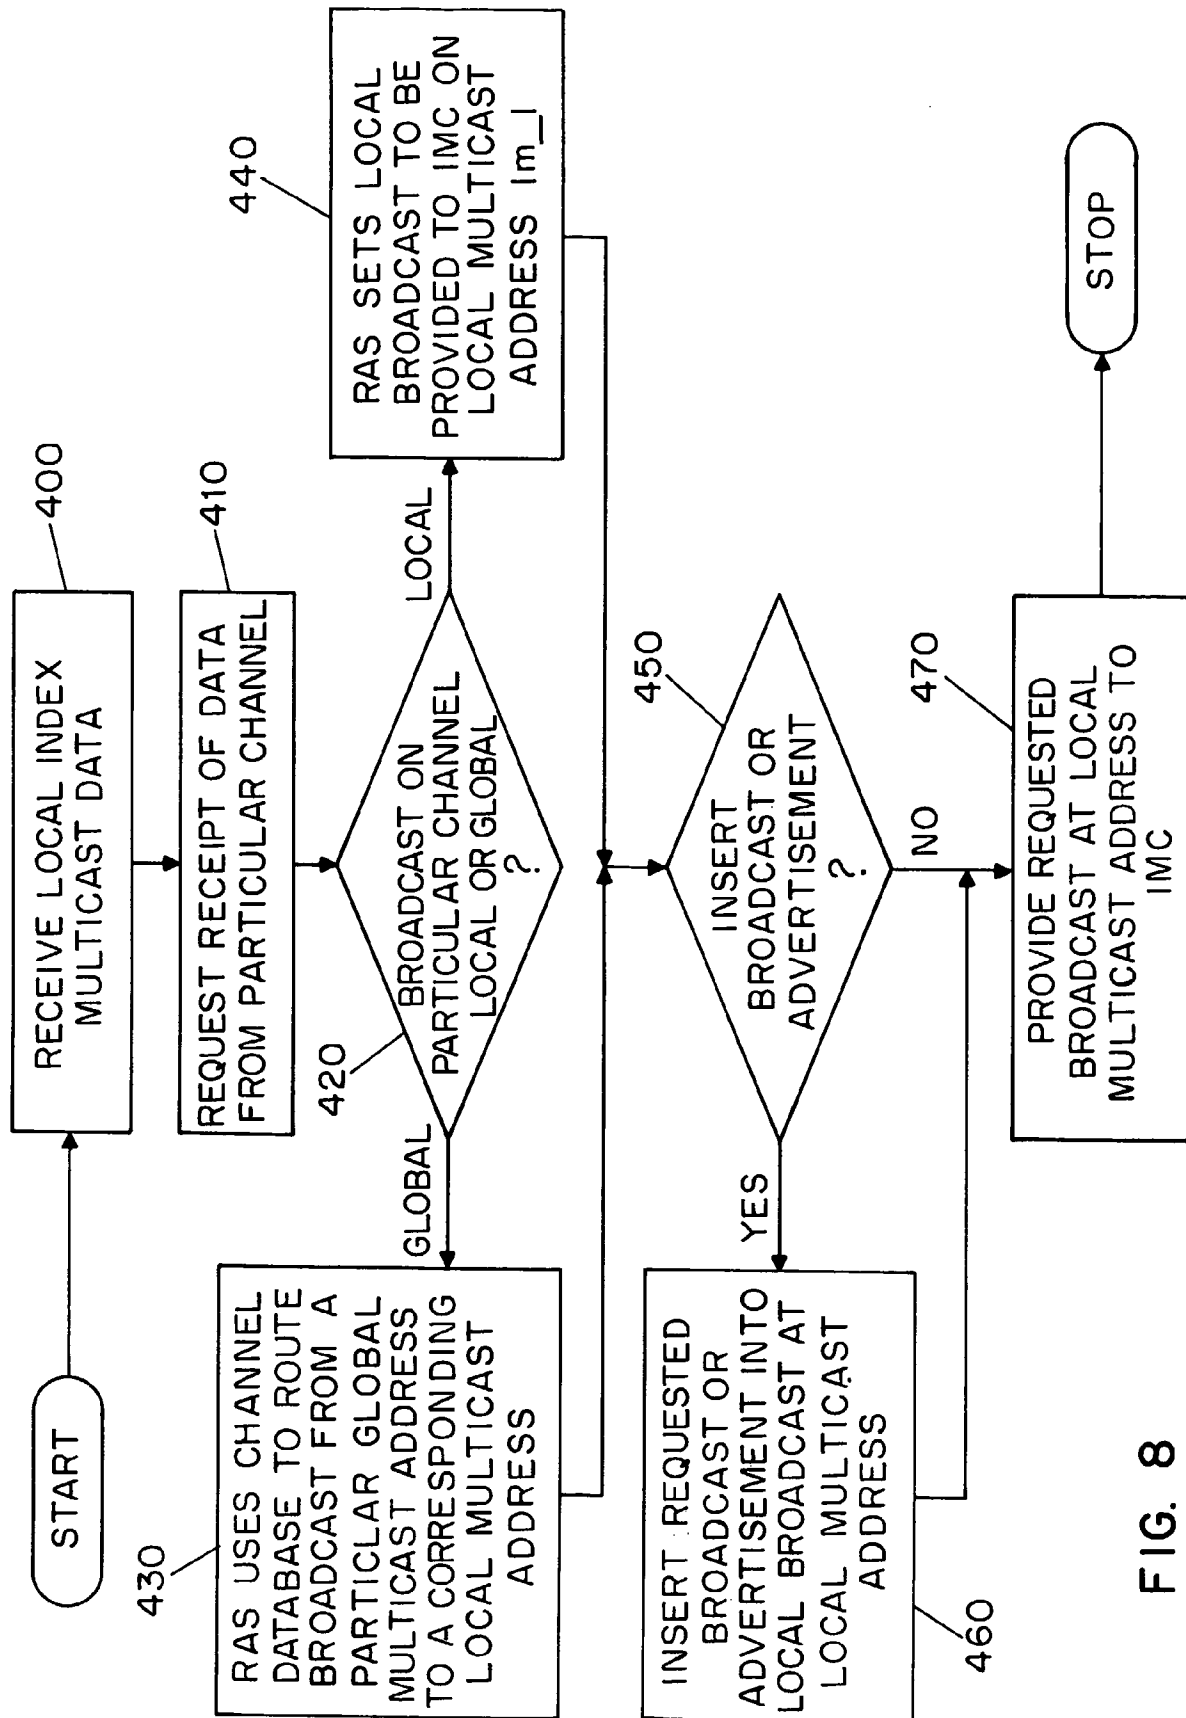 START
RECEIVE LOCAL INDEX
MULTICAST DATA
400
REQUEST RECEIPT OF DATA
FROM PARTICULAR CHANNEL
410
BROADCAST ON
PARTICULAR CHANNEL
LOCAL OR GLOBAL
?
420
GLOBAL
LOCAL
430
RAS USES CHANNEL
DATABASE TO ROUTE
BROADCAST FROM A
PARTICLAR GLOBAL
MULTICAST ADDRESS
TO A CORRESPONDING
LOCAL MULTICAST
ADDRESS
440
RAS SETS LOCAL
BROADCAST TO BE
PROVIDED TO IMC ON
LOCAL MULTICAST
ADDRESS lm_l
INSERT
BROADCAST OR
ADVERTISEMENT
?
450
YES
NO
INSERT REQUESTED
BROADCAST OR
ADVERTISEMENT INTO
LOCAL BROADCAST AT
LOCAL MULTICAST
ADDRESS
460
PROVIDE REQUESTED
BROADCAST AT LOCAL
MULTICAST ADDRESS TO
IMC
470
STOP
FIG. 8